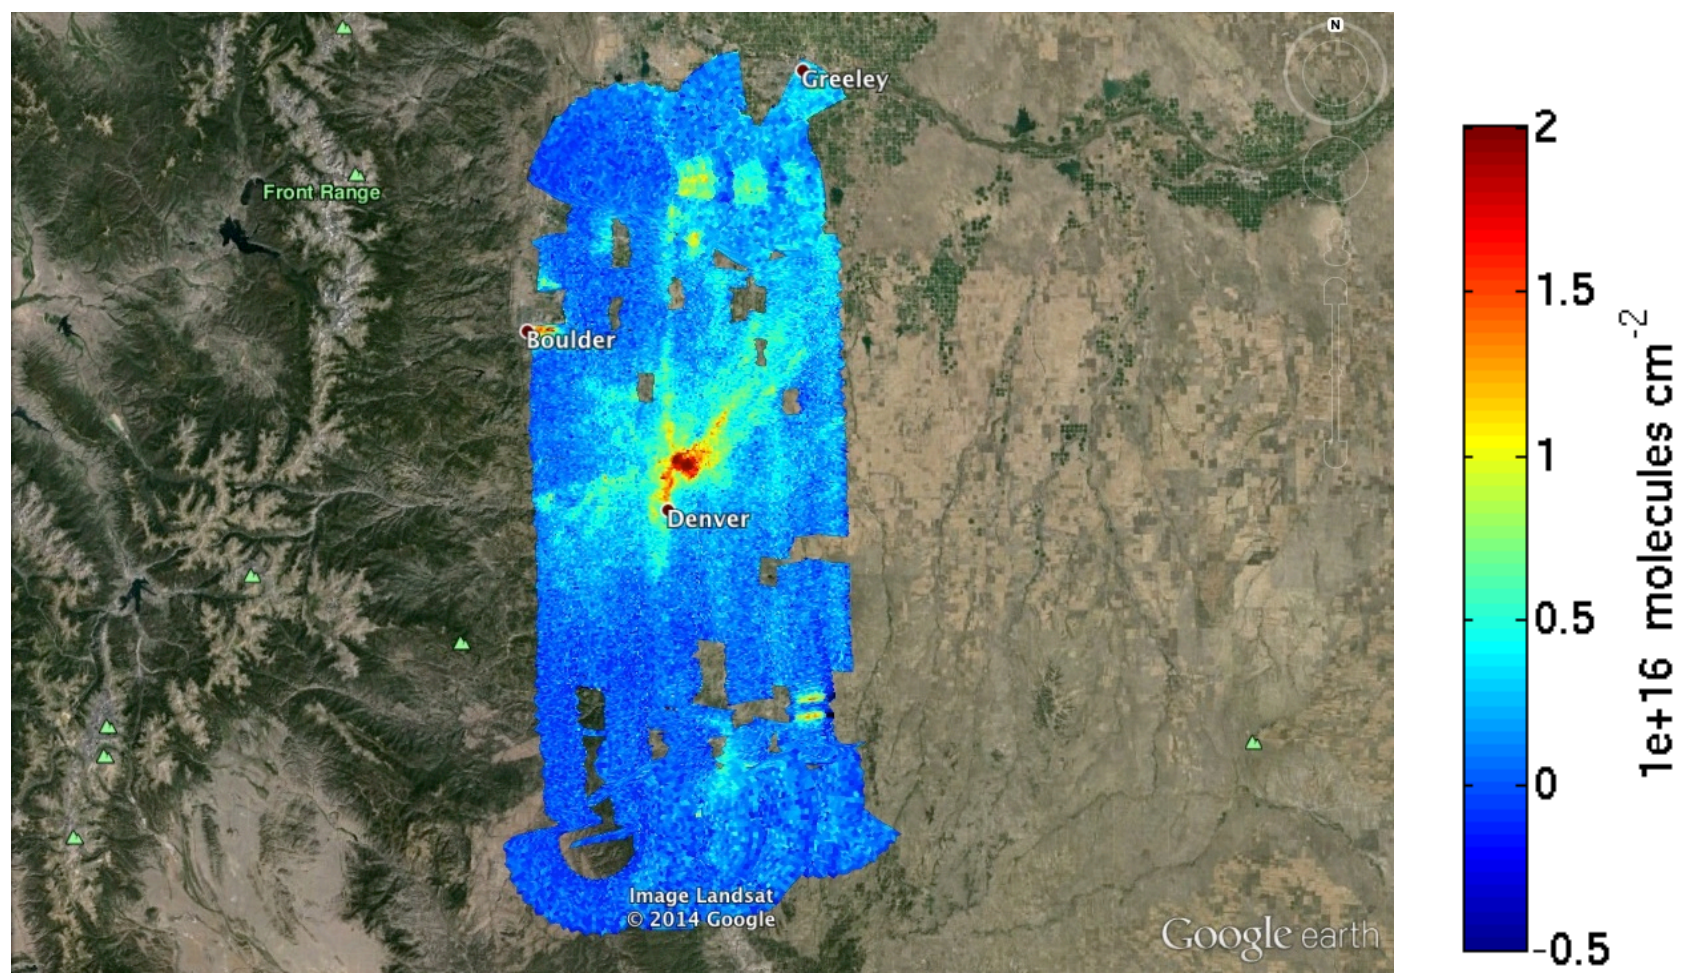 N
Greeley
Front Range
Boulder
Denver
Image Landsat
© 2014 Google
Google earth
2
1.5
1
0.5
0
-0.5
1e+16 molecules cm-2